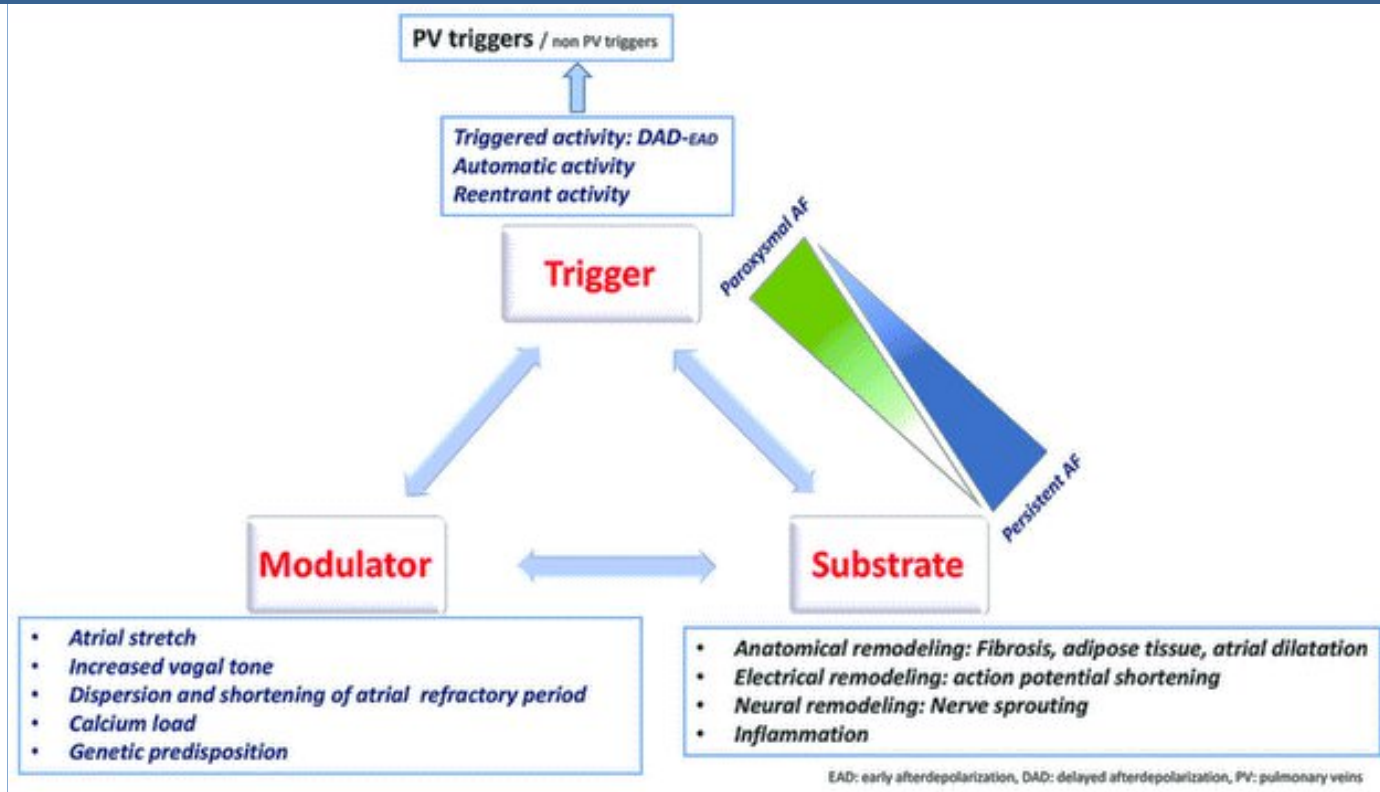 PV triggers / non PV triggers
Triggered activity: DAD-EAD
Automatic activity
Reentrant activity
Trigger
Paroxysmal AF
Persistent AF
Modulator
Substrate
• Atrial stretch
• Increased vagal tone
• Dispersion and shortening of atrial refractory period
• Calcium load
• Genetic predisposition
• Anatomical remodeling: Fibrosis, adipose tissue, atrial dilatation
• Electrical remodeling: action potential shortening
• Neural remodeling: Nerve sprouting
• Inflammation
EAD: early afterdepolarization, DAD: delayed afterdepolarization, PV: pulmonary veins